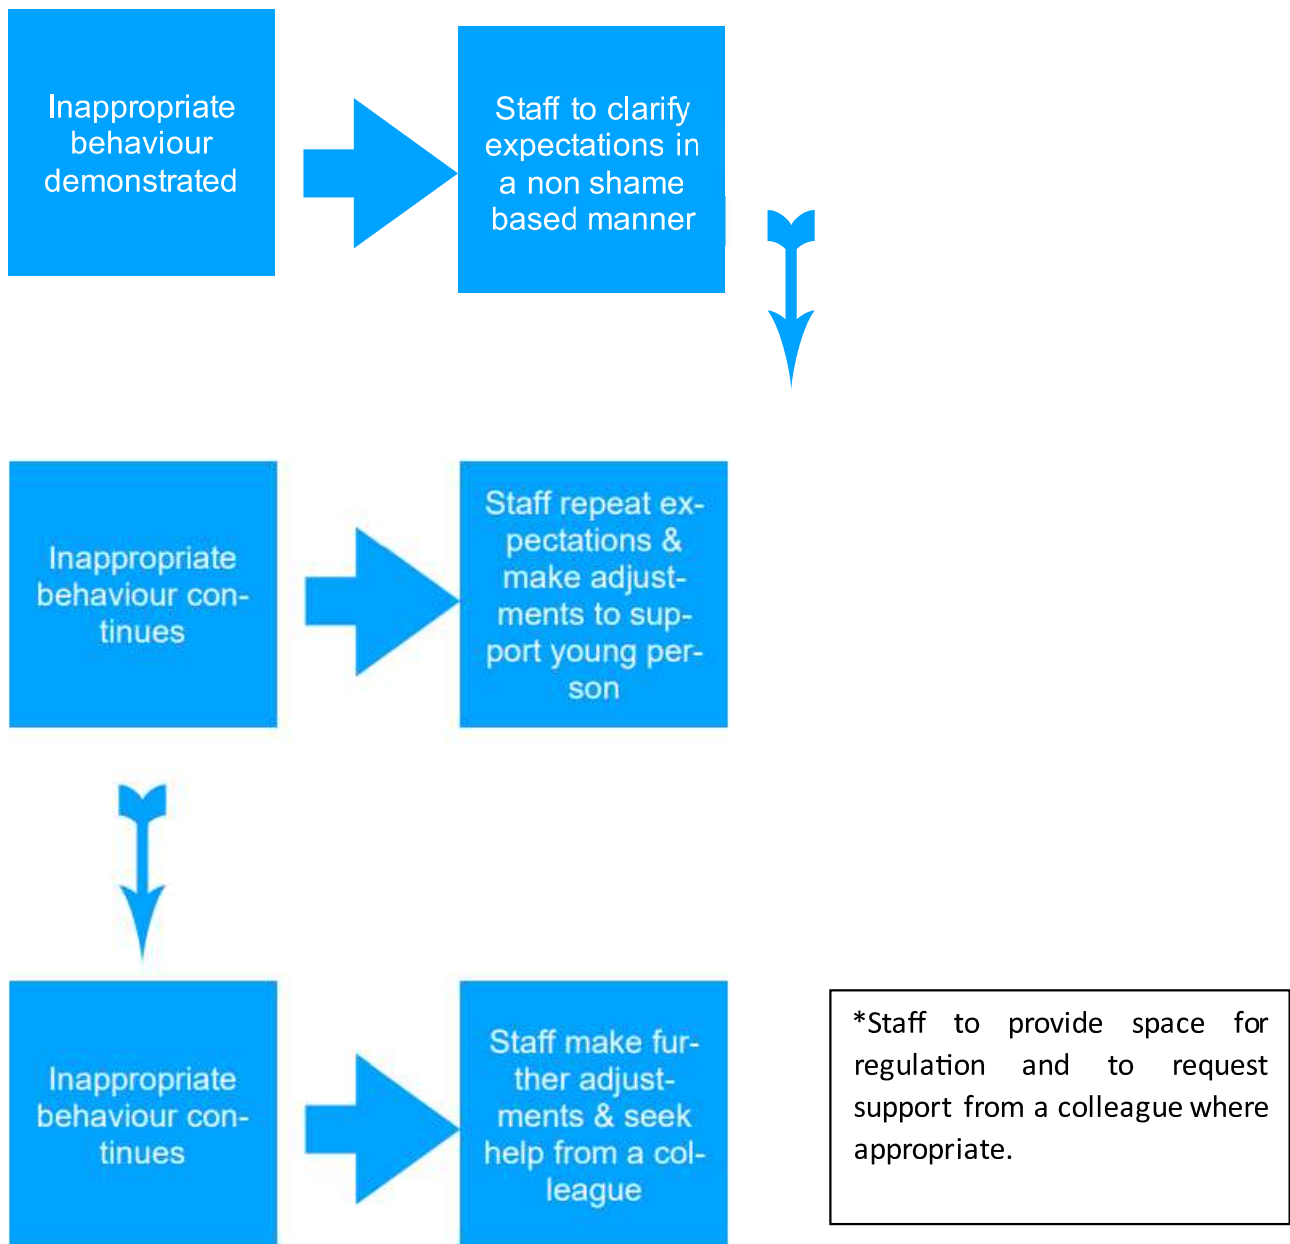 Inappropriate
behaviour
demonstrated
Staff to clarify
expectations in
a non shame
based manner
Inappropriate
behaviour con-
tinues
Staff repeat ex-
pectations &
make adjust-
ments to sup-
port young per-
son
Inappropriate
behaviour con-
tinues
Staff make fur-
ther adjust-
ments & seek
help from a col-
league
*Staff to provide space for
regulation and to request
support from a colleague where
appropriate.